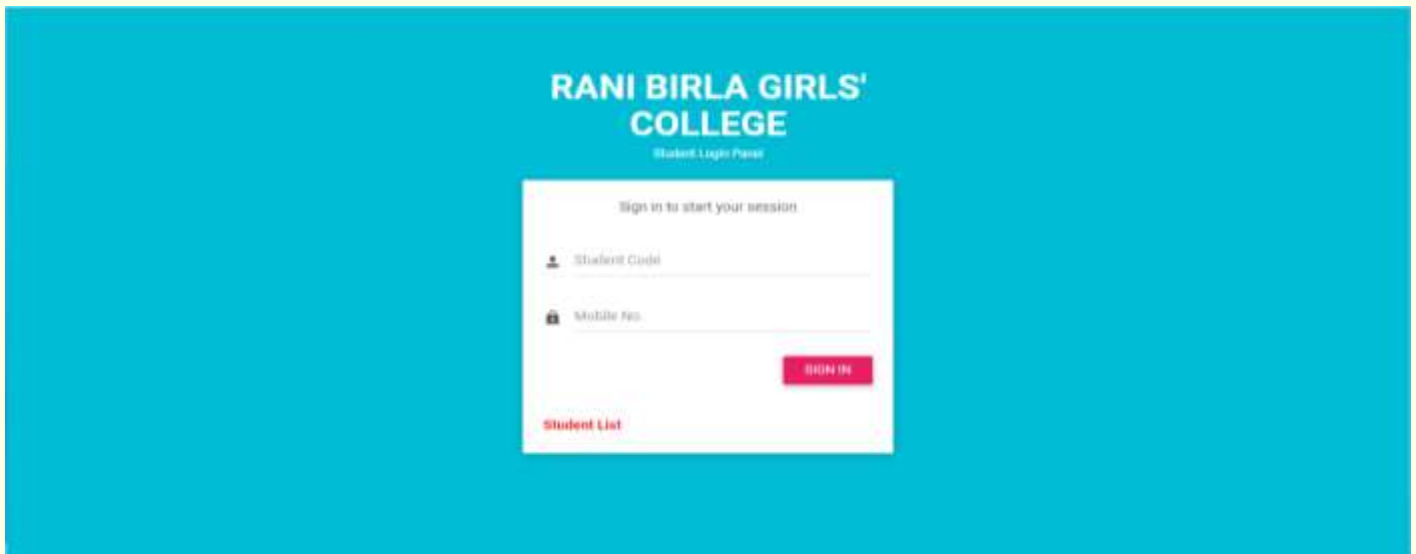 RANI BIRLA GIRLS'
COLLEGE
Student Login Panel
Sign in to start your session
Student Code
Mobile No
SIGN IN
Student List